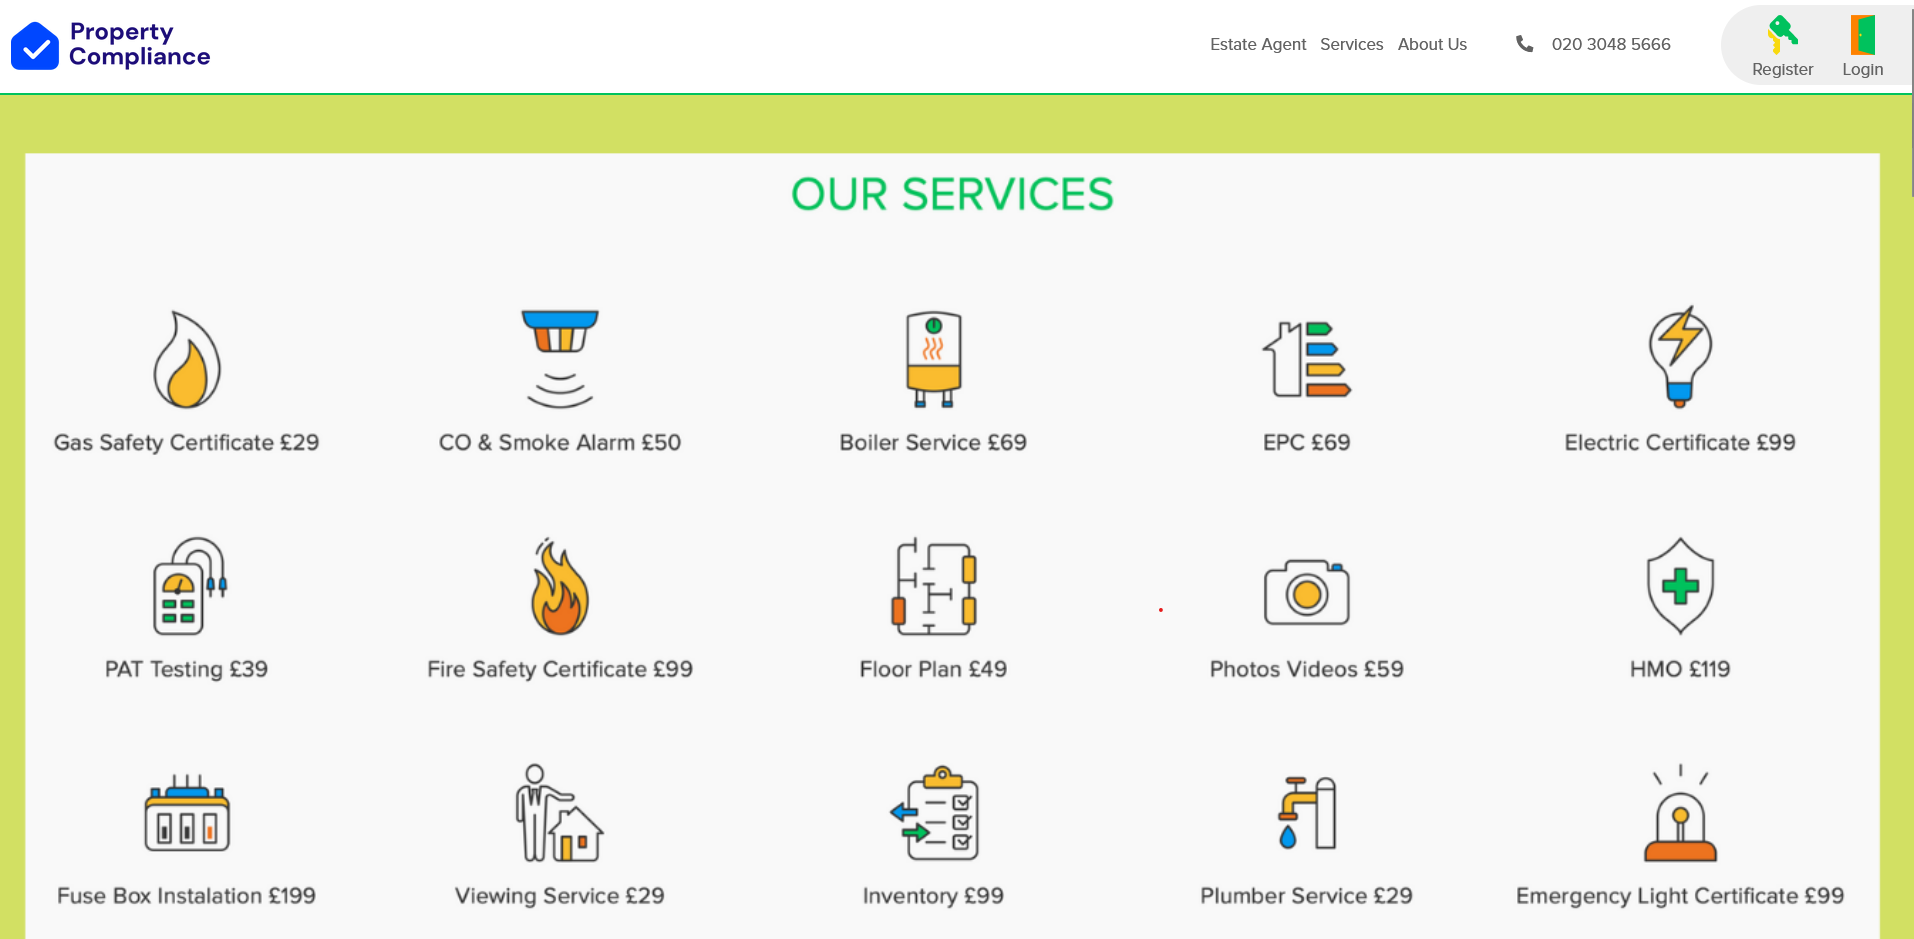 Property
Compliance
Estate Agent Services About Us 020 3048 5666
Register Login
OUR SERVICES
Gas Safety Certificate £29
CO & Smoke Alarm £50
Boiler Service £69
EPC £69
Electric Certificate £99
PAT Testing £39
Fire Safety Certificate £99
Floor Plan £49
Photos Videos £59
HMO £119
Fuse Box Instalation £199
Viewing Service £29
Inventory £99
Plumber Service £29
Emergency Light Certificate £99